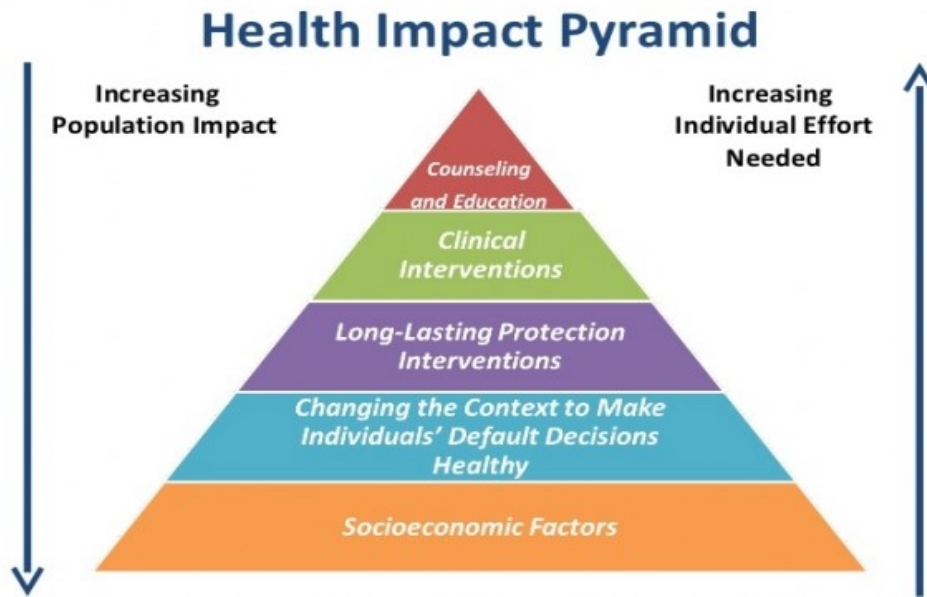 Health Impact Pyramid
Increasing
Population Impact
Increasing
Individual Effort
Needed
Counseling
and Education
Clinical
Interventions
Long-Lasting Protection
Interventions
Changing the Context to Make
Individuals’ Default Decisions
Healthy
Socioeconomic Factors